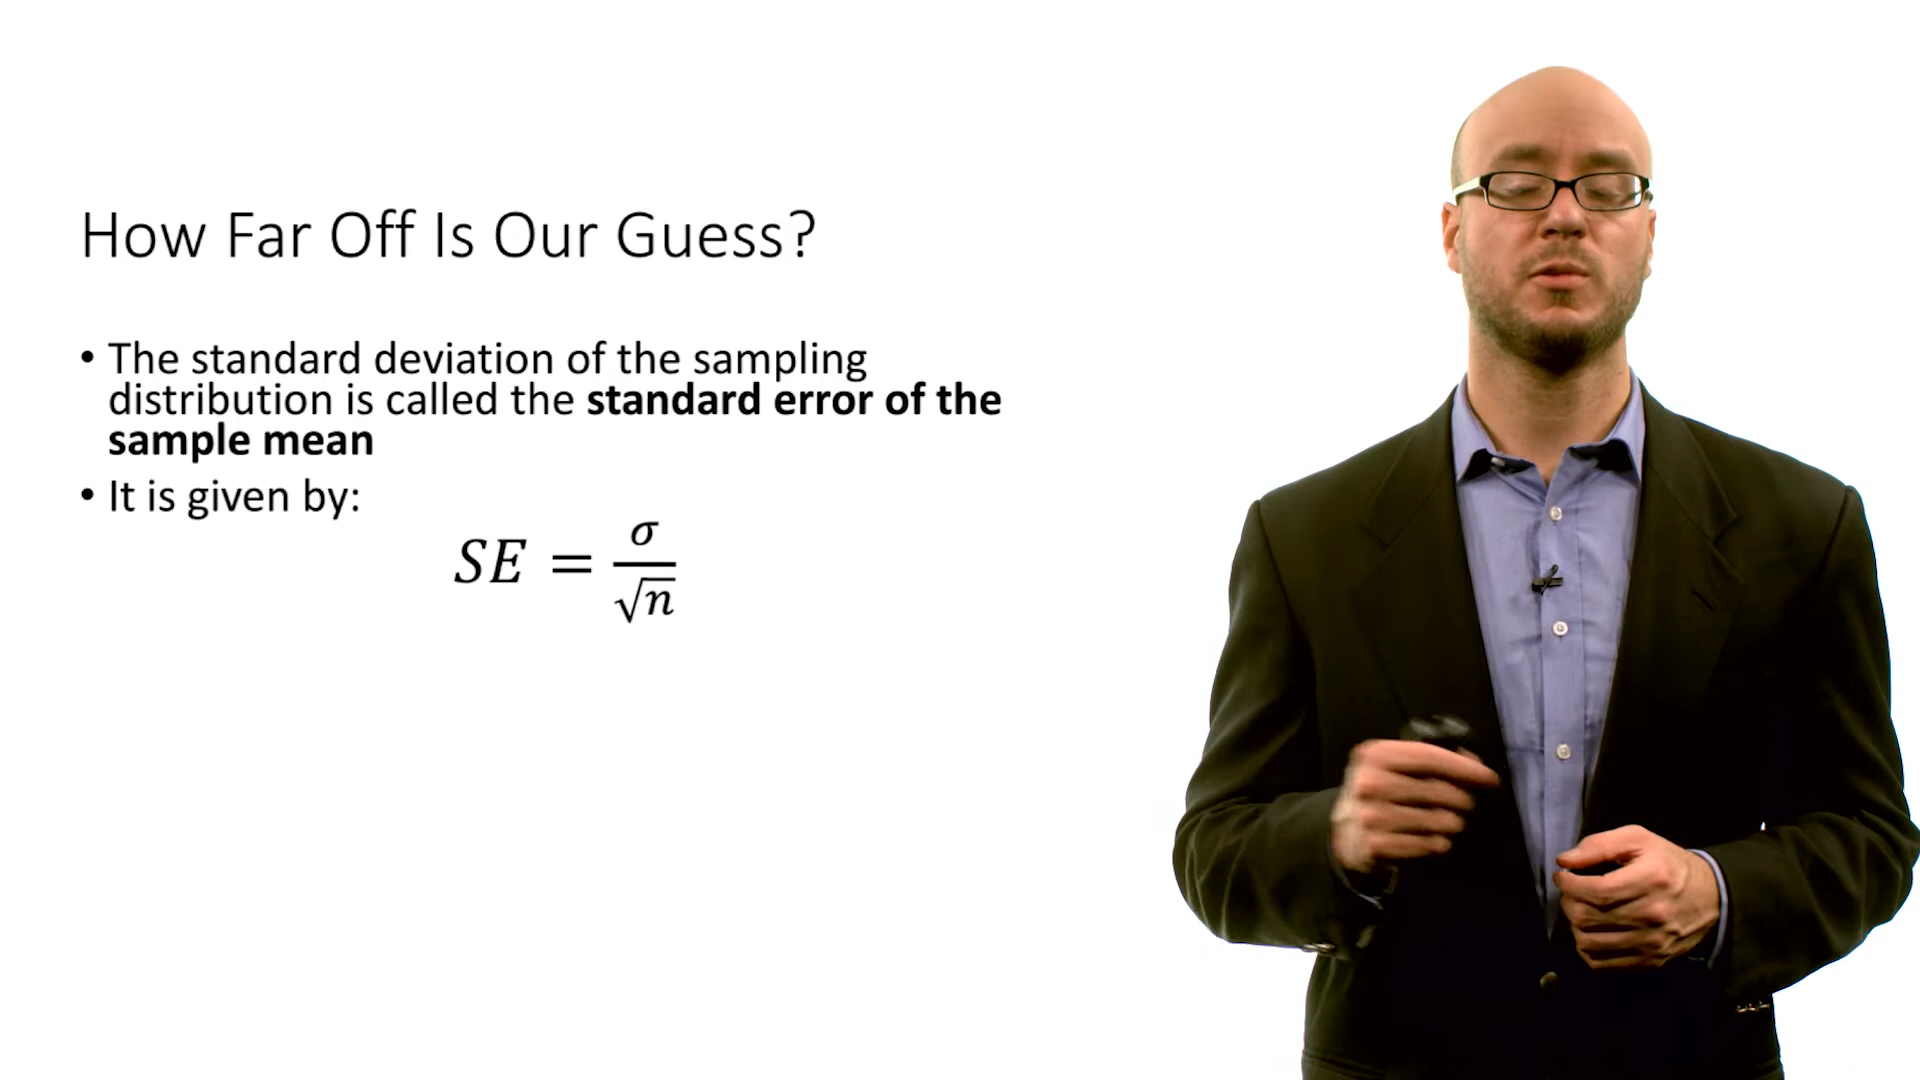 How Far Off Is Our Guess?
• The standard deviation of the sampling
distribution is called the standard error of the
sample mean
• It is given by:
SE = σ/√n